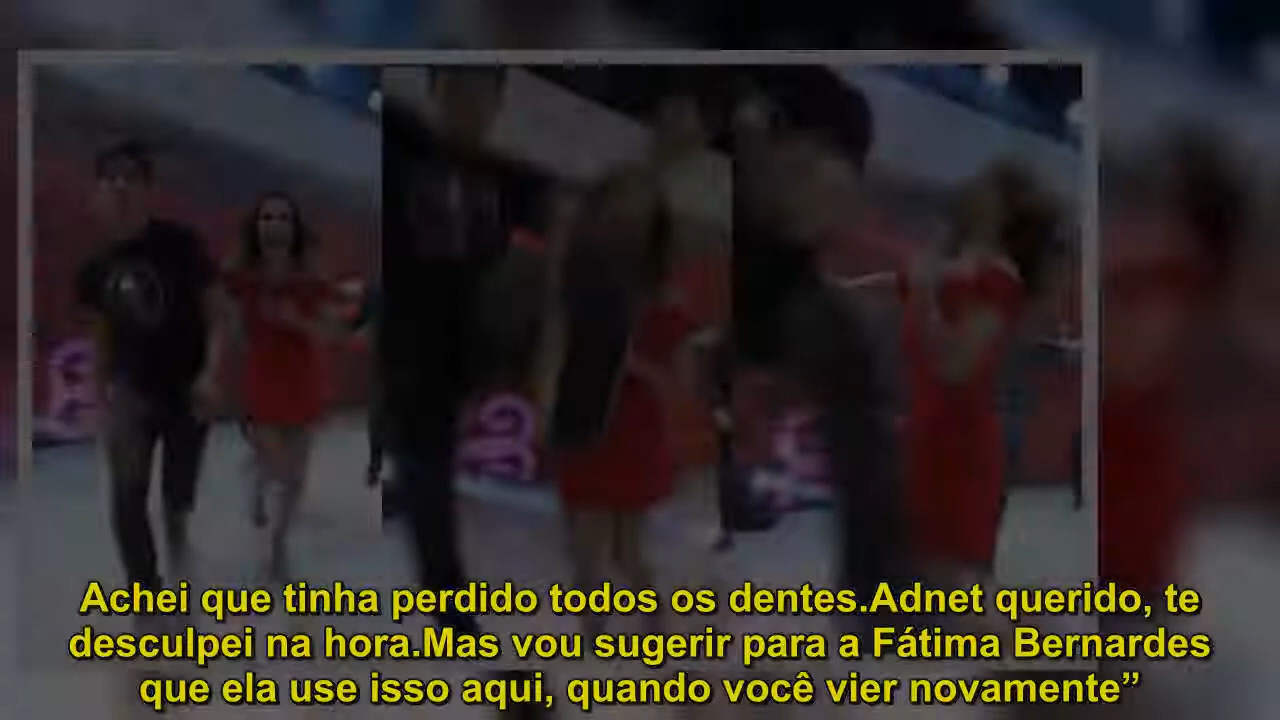 Achei que tinha perdido todos os dentes.Adnet querido, te
desculpei na hora.Mas vou sugerir para a Fátima Bernardes
que ela use isso aqui, quando você vier novamente”